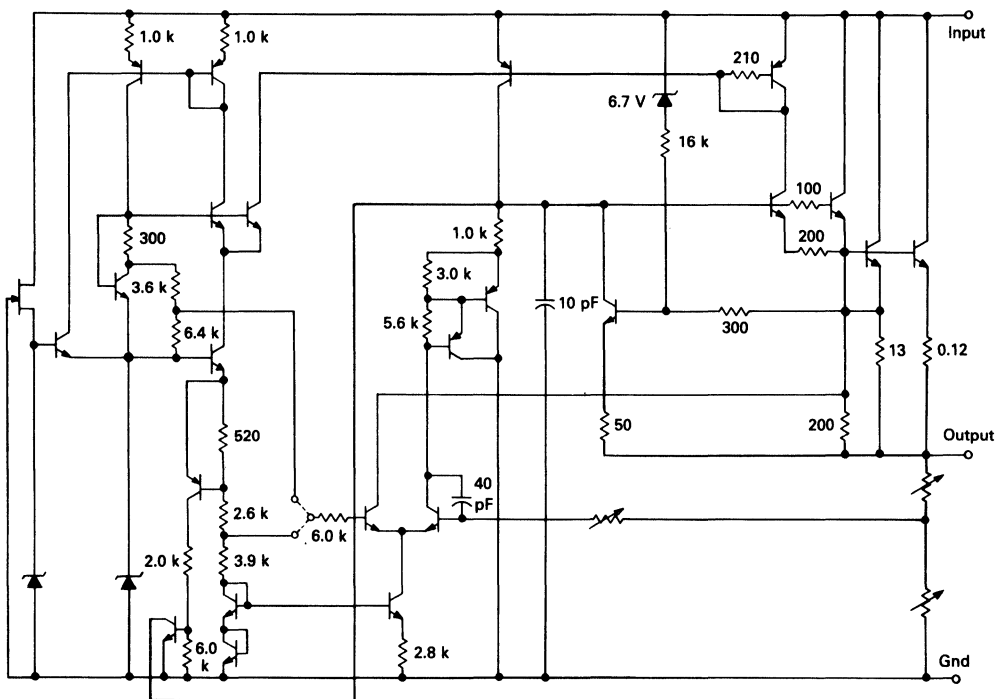 Input
1.0 k
1.0 k
210
6.7 V
16 k
100
300
1.0 k
200
3.6 k
3.0 k
10 pF
6.4 k
5.6 k
300
13
0.12
520
50
200
Output
40
pF
2.6 k
6.0 k
2.0 k
3.9 k
6.0
k
2.8 k
Gnd